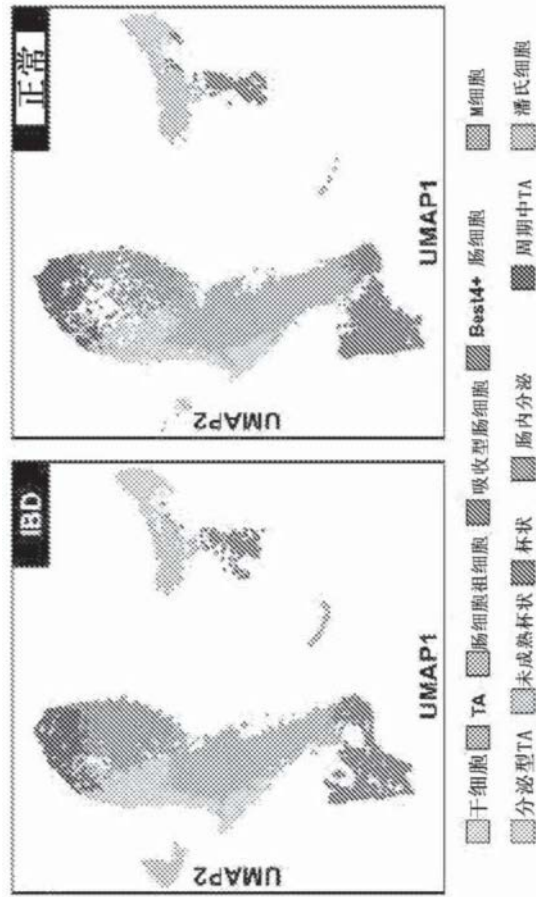 IBD
正常
UMAP2
UMAP1
UMAP2
UMAP1
干细胞 TA 肠细胞祖细胞 吸收型肠细胞 Best4+ 肠细胞 M细胞
分泌型TA 未成熟杯状 杯状 肠内分泌 周期中TA 潘氏细胞